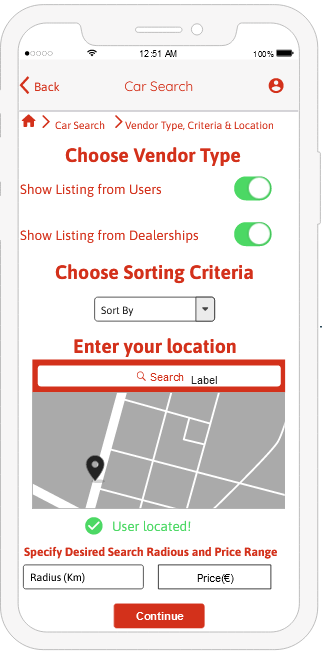 12:51 AM 100%
Back Car Search
Car Search Vendor Type, Criteria & Location
Choose Vendor Type
Show Listing from Users
Show Listing from Dealerships
Choose Sorting Criteria
Sort By
Enter your location
Search Label
User located!
Specify Desired Search Radious and Price Range
Radius (Km) Price(€)
Continue